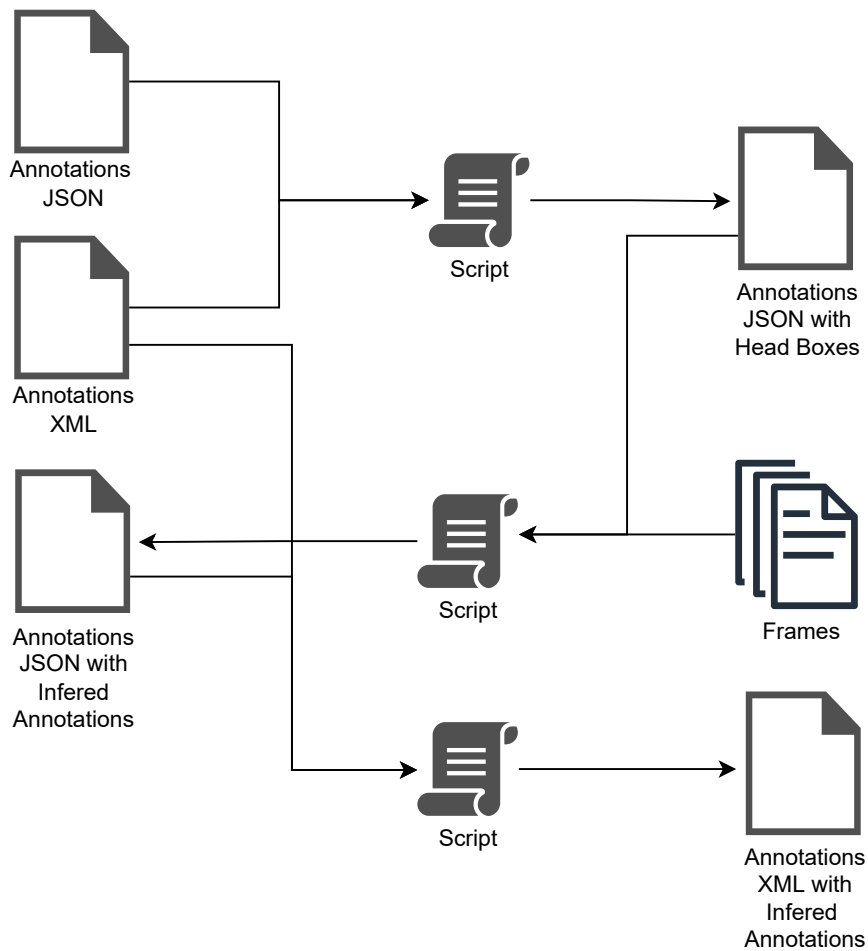 Annotations
JSON
Script
Annotations
JSON with
Head Boxes
Annotations
XML
Script
Frames
Annotations
JSON with
Infered
Annotations
Script
Annotations
XML with
Infered
Annotations